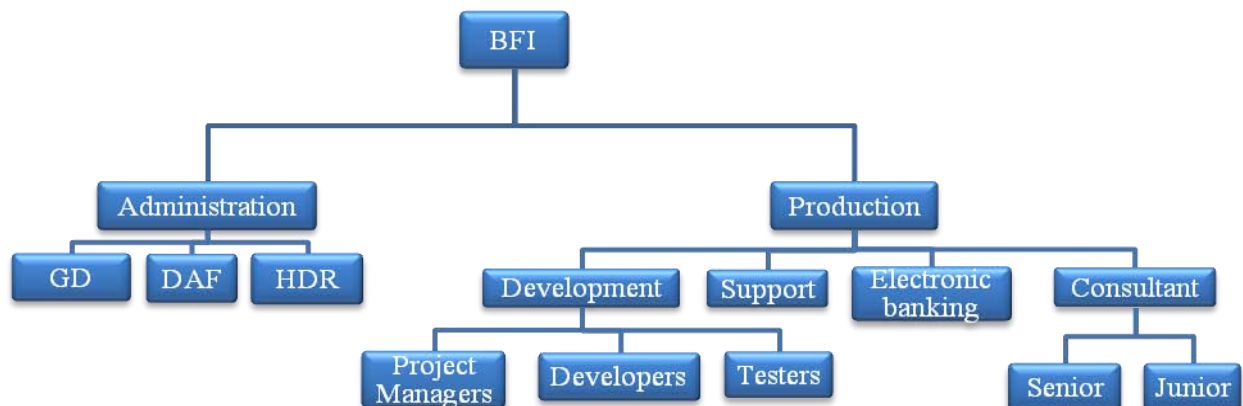 BFI
Administration
Production
GD
DAF
HDR
Development
Support
Electronic
banking
Consultant
Project
Managers
Developers
Testers
Senior
Junior